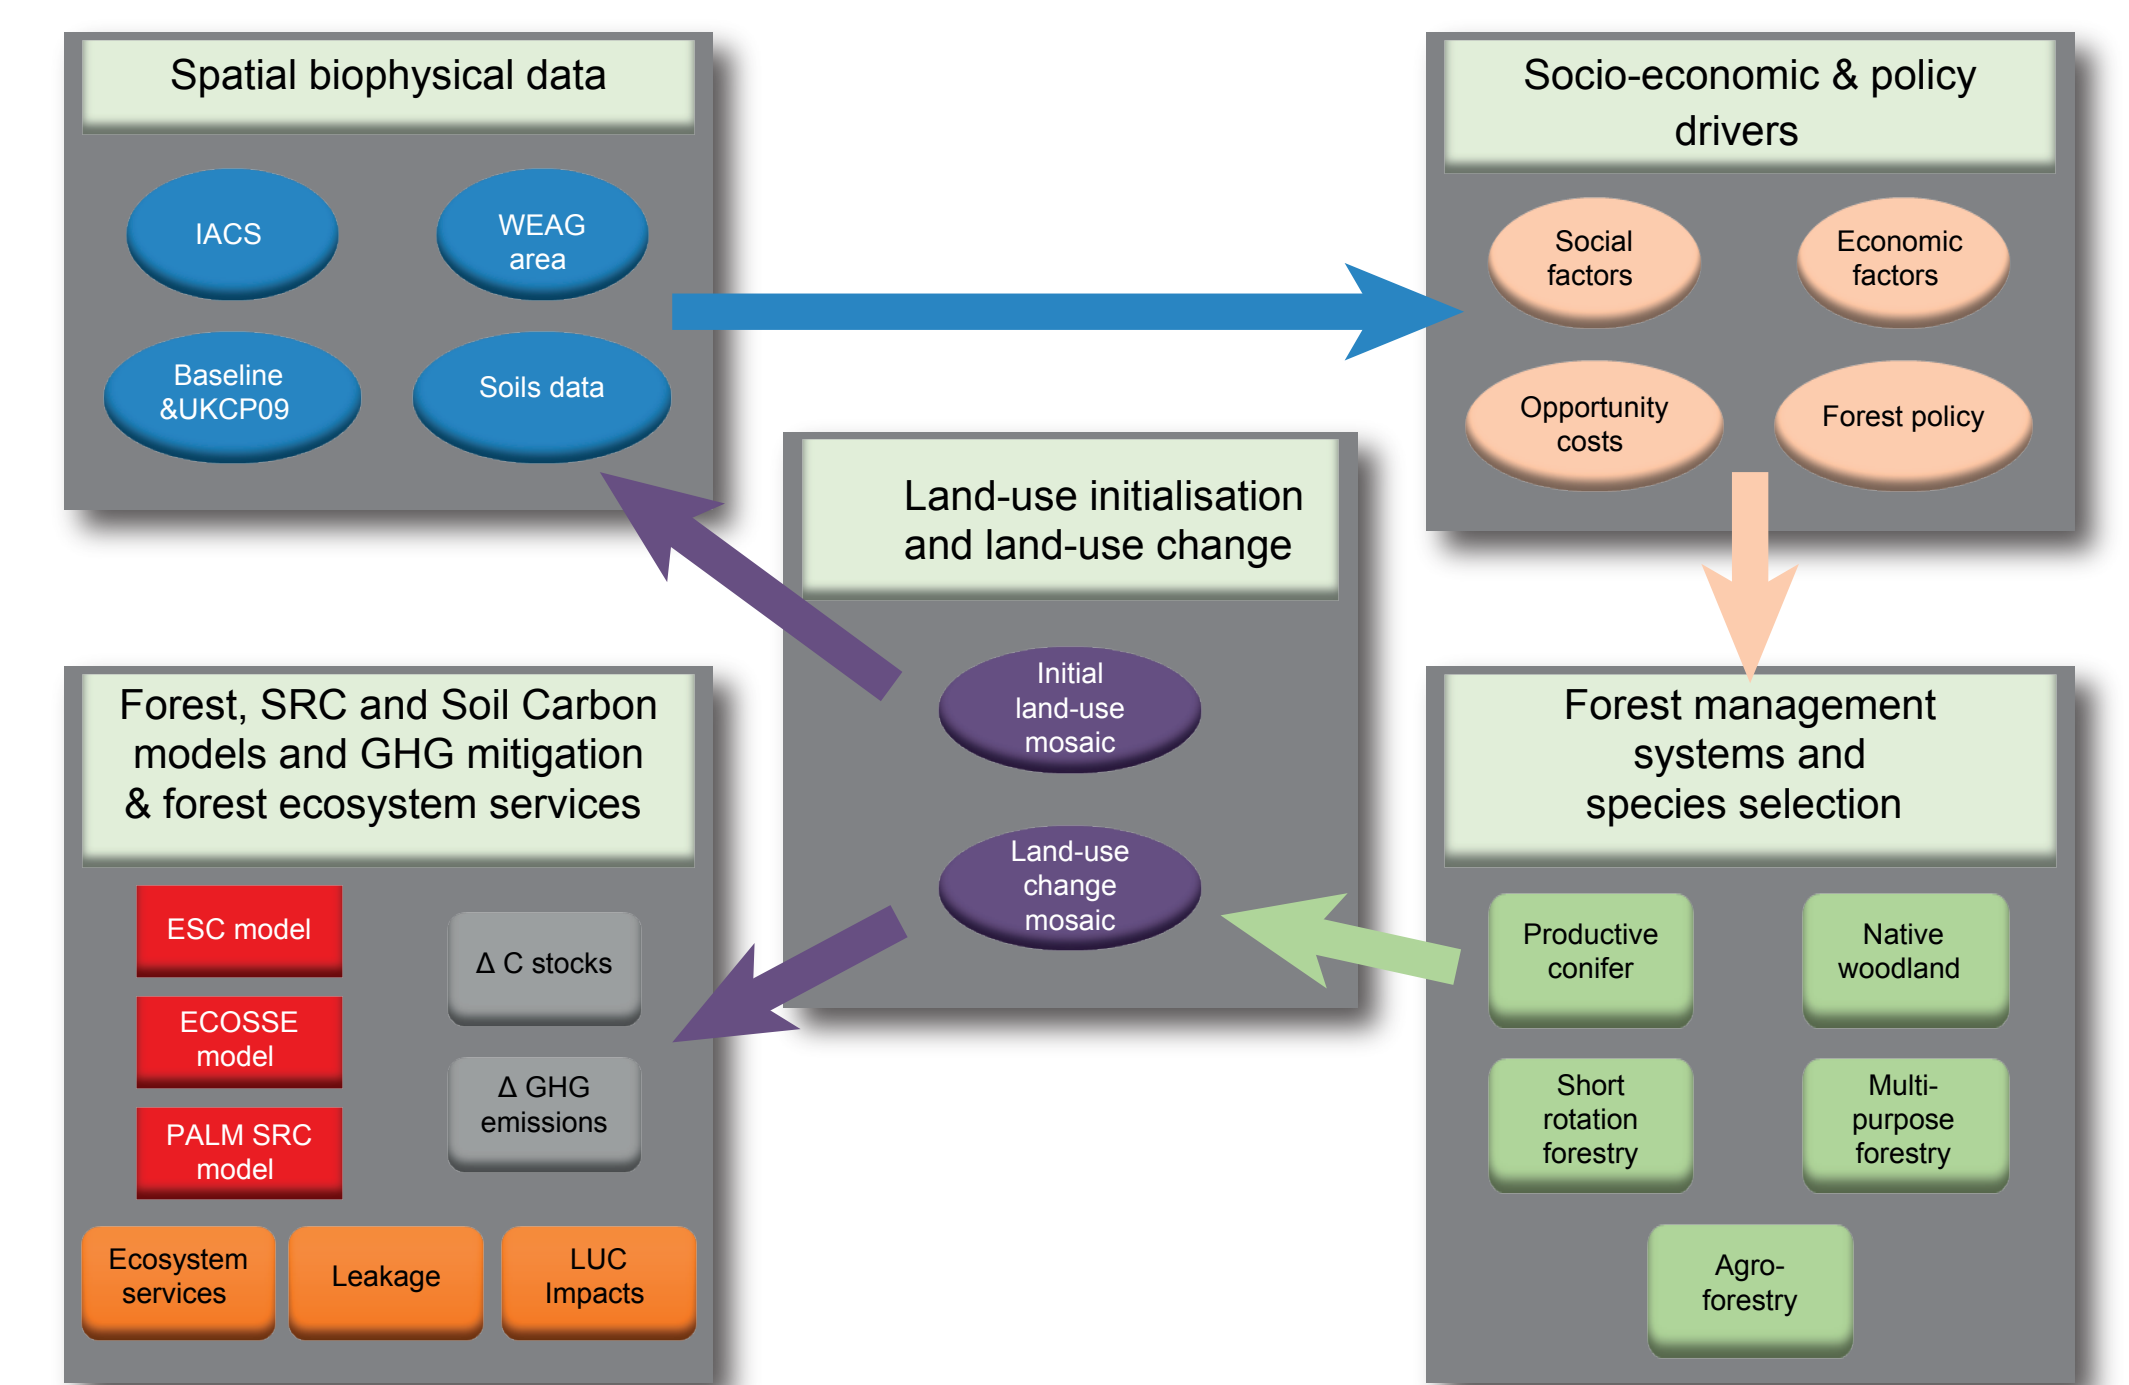 Spatial biophysical data
IACS
WEAG
area
Baseline
&UKCP09
Soils data
Socio-economic & policy
drivers
Social
factors
Economic
factors
Opportunity
costs
Forest policy
Land-use initialisation
and land-use change
Initial
land-use
mosaic
Land-use
change
mosaic
Forest, SRC and Soil Carbon
models and GHG mitigation
& forest ecosystem services
ESC model
ECOSSE
model
PALM SRC
model
Δ C stocks
Δ GHG
emissions
Ecosystem
services
Leakage
LUC
Impacts
Forest management
systems and
species selection
Productive
conifer
Native
woodland
Short
rotation
forestry
Multi-
purpose
forestry
Agro-
forestry